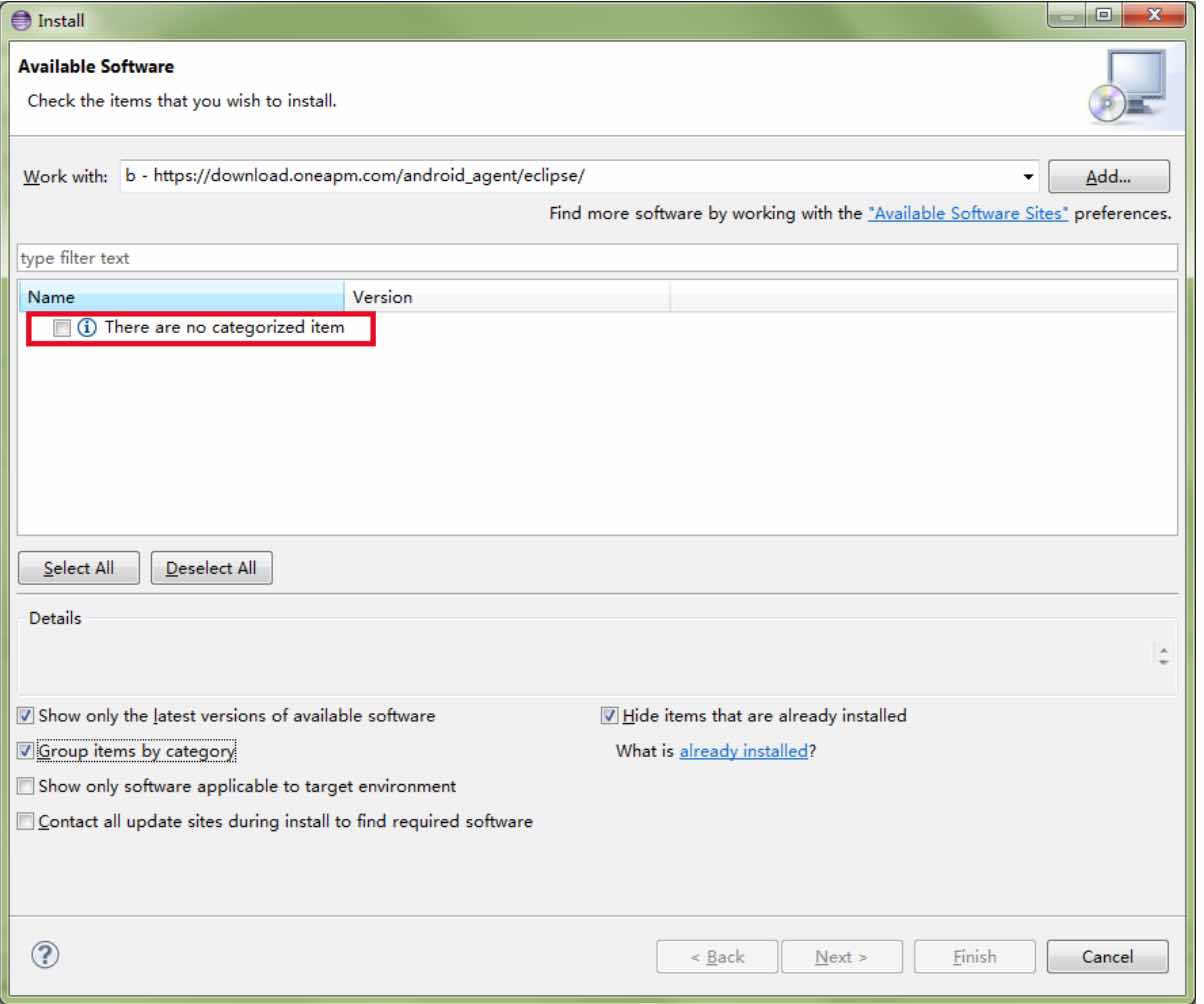 Install
Available Software
Check the items that you wish to install.
Work with: b - https://download.oneapm.com/android_agent/eclipse/ Add...
Find more software by working with the "Available Software Sites" preferences.
type filter text
Name Version
There are no categorized item
Select All Deselect All
Details
Show only the latest versions of available software Hide items that are already installed
Group items by category What is already installed?
Show only software applicable to target environment
Contact all update sites during install to find required software
< Back Next > Finish Cancel